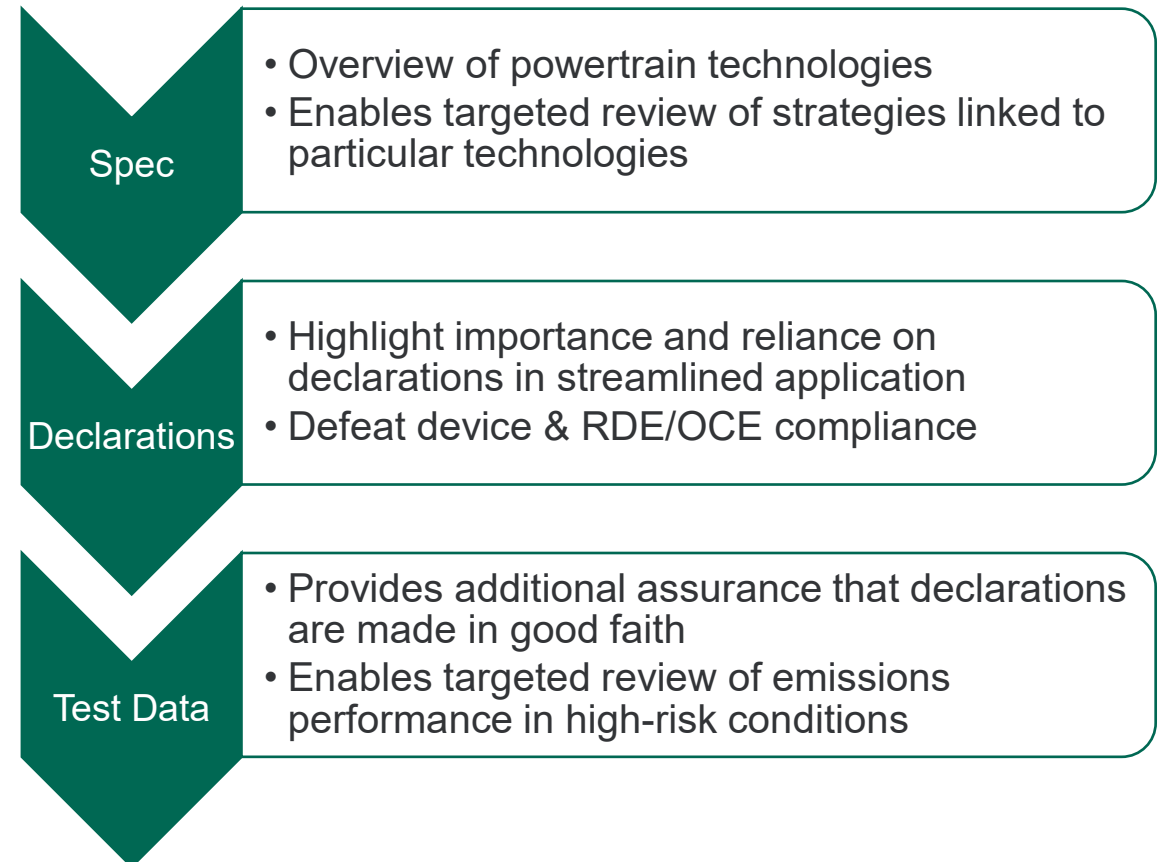 Spec
• Overview of powertrain technologies
• Enables targeted review of strategies linked to
particular technologies
Declarations
• Highlight importance and reliance on
declarations in streamlined application
• Defeat device & RDE/OCE compliance
Test Data
• Provides additional assurance that declarations
are made in good faith
• Enables targeted review of emissions
performance in high-risk conditions